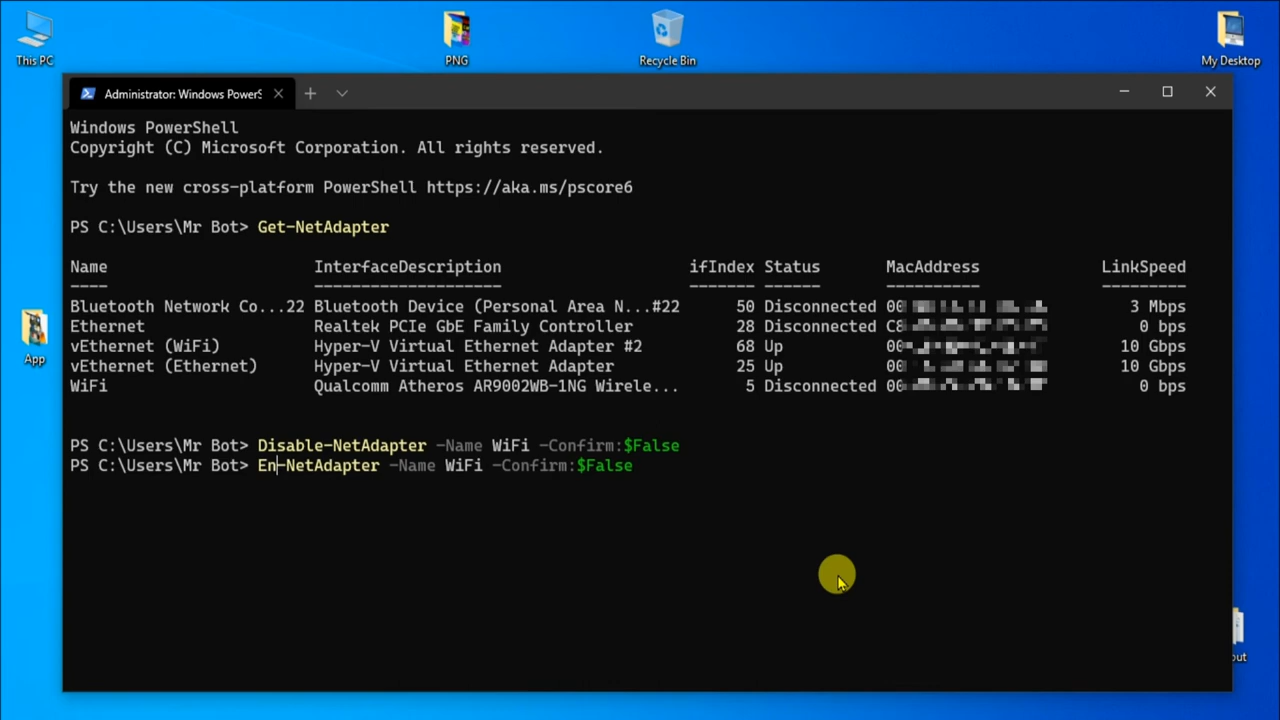 This PC
PNG
Recycle Bin
My Desktop
Administrator: Windows PowerS
Windows PowerShell
Copyright (C) Microsoft Corporation. All rights reserved.
Try the new cross-platform PowerShell https://aka.ms/pscore6
PS C:\Users\Mr Bot> Get-NetAdapter
Name InterfaceDescription ifIndex Status MacAddress LinkSpeed
---- -------------------- ------- ------ ---------- ---------
Bluetooth Network Co...22 Bluetooth Device (Personal Area N...#22 50 Disconnected 00 3 Mbps
Ethernet Realtek PCIe GbE Family Controller 28 Disconnected C8 0 bps
vEthernet (WiFi) Hyper-V Virtual Ethernet Adapter #2 68 Up 00 10 Gbps
vEthernet (Ethernet) Hyper-V Virtual Ethernet Adapter 25 Up 00 10 Gbps
WiFi Qualcomm Atheros AR9002WB-1NG Wirele... 5 Disconnected 00 0 bps
App
PS C:\Users\Mr Bot> Disable-NetAdapter -Name WiFi -Confirm:$False
PS C:\Users\Mr Bot> En-NetAdapter -Name WiFi -Confirm:$False
out